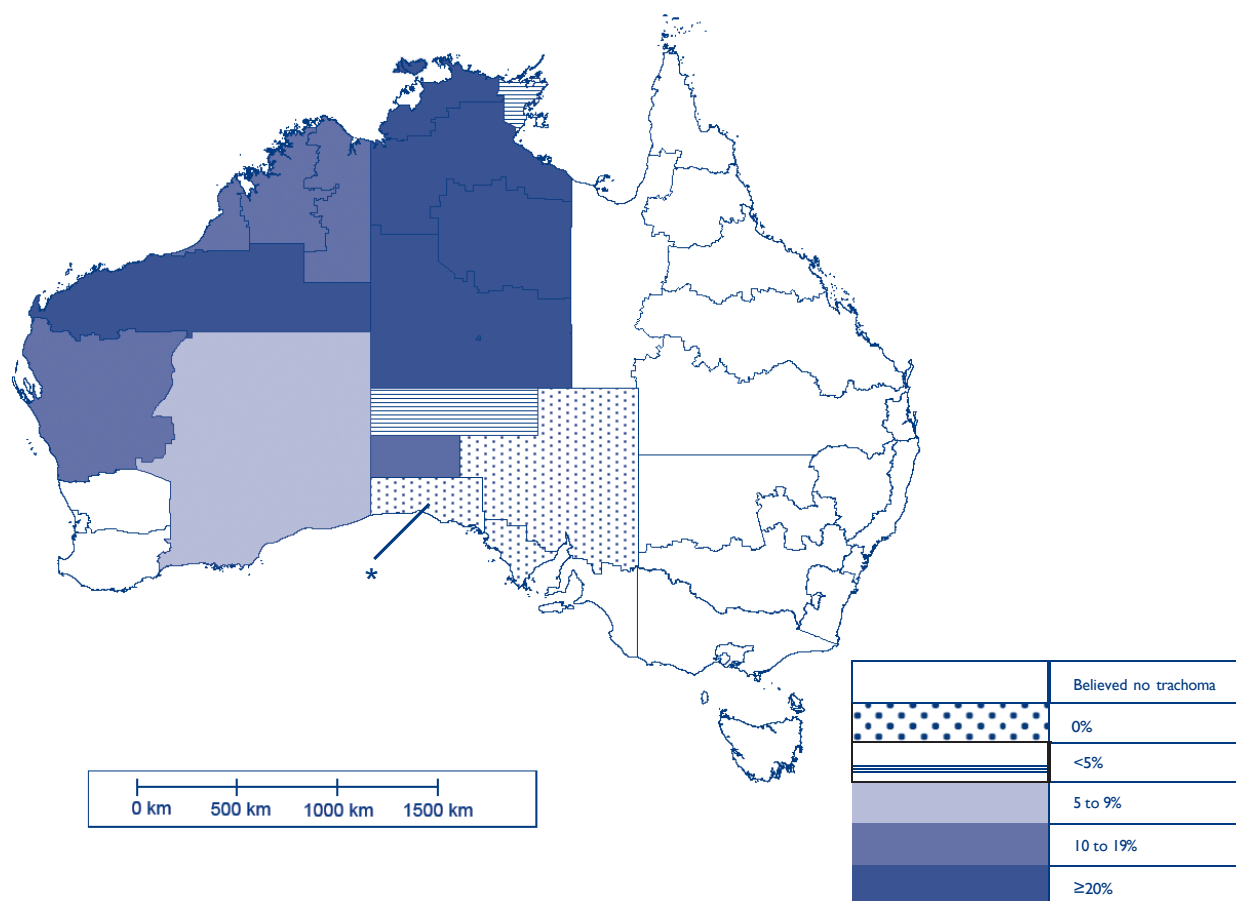 *
Believed no trachoma
0%
<5%
5 to 9%
10 to 19%
≥20%
0 km 500 km 1000 km 1500 km